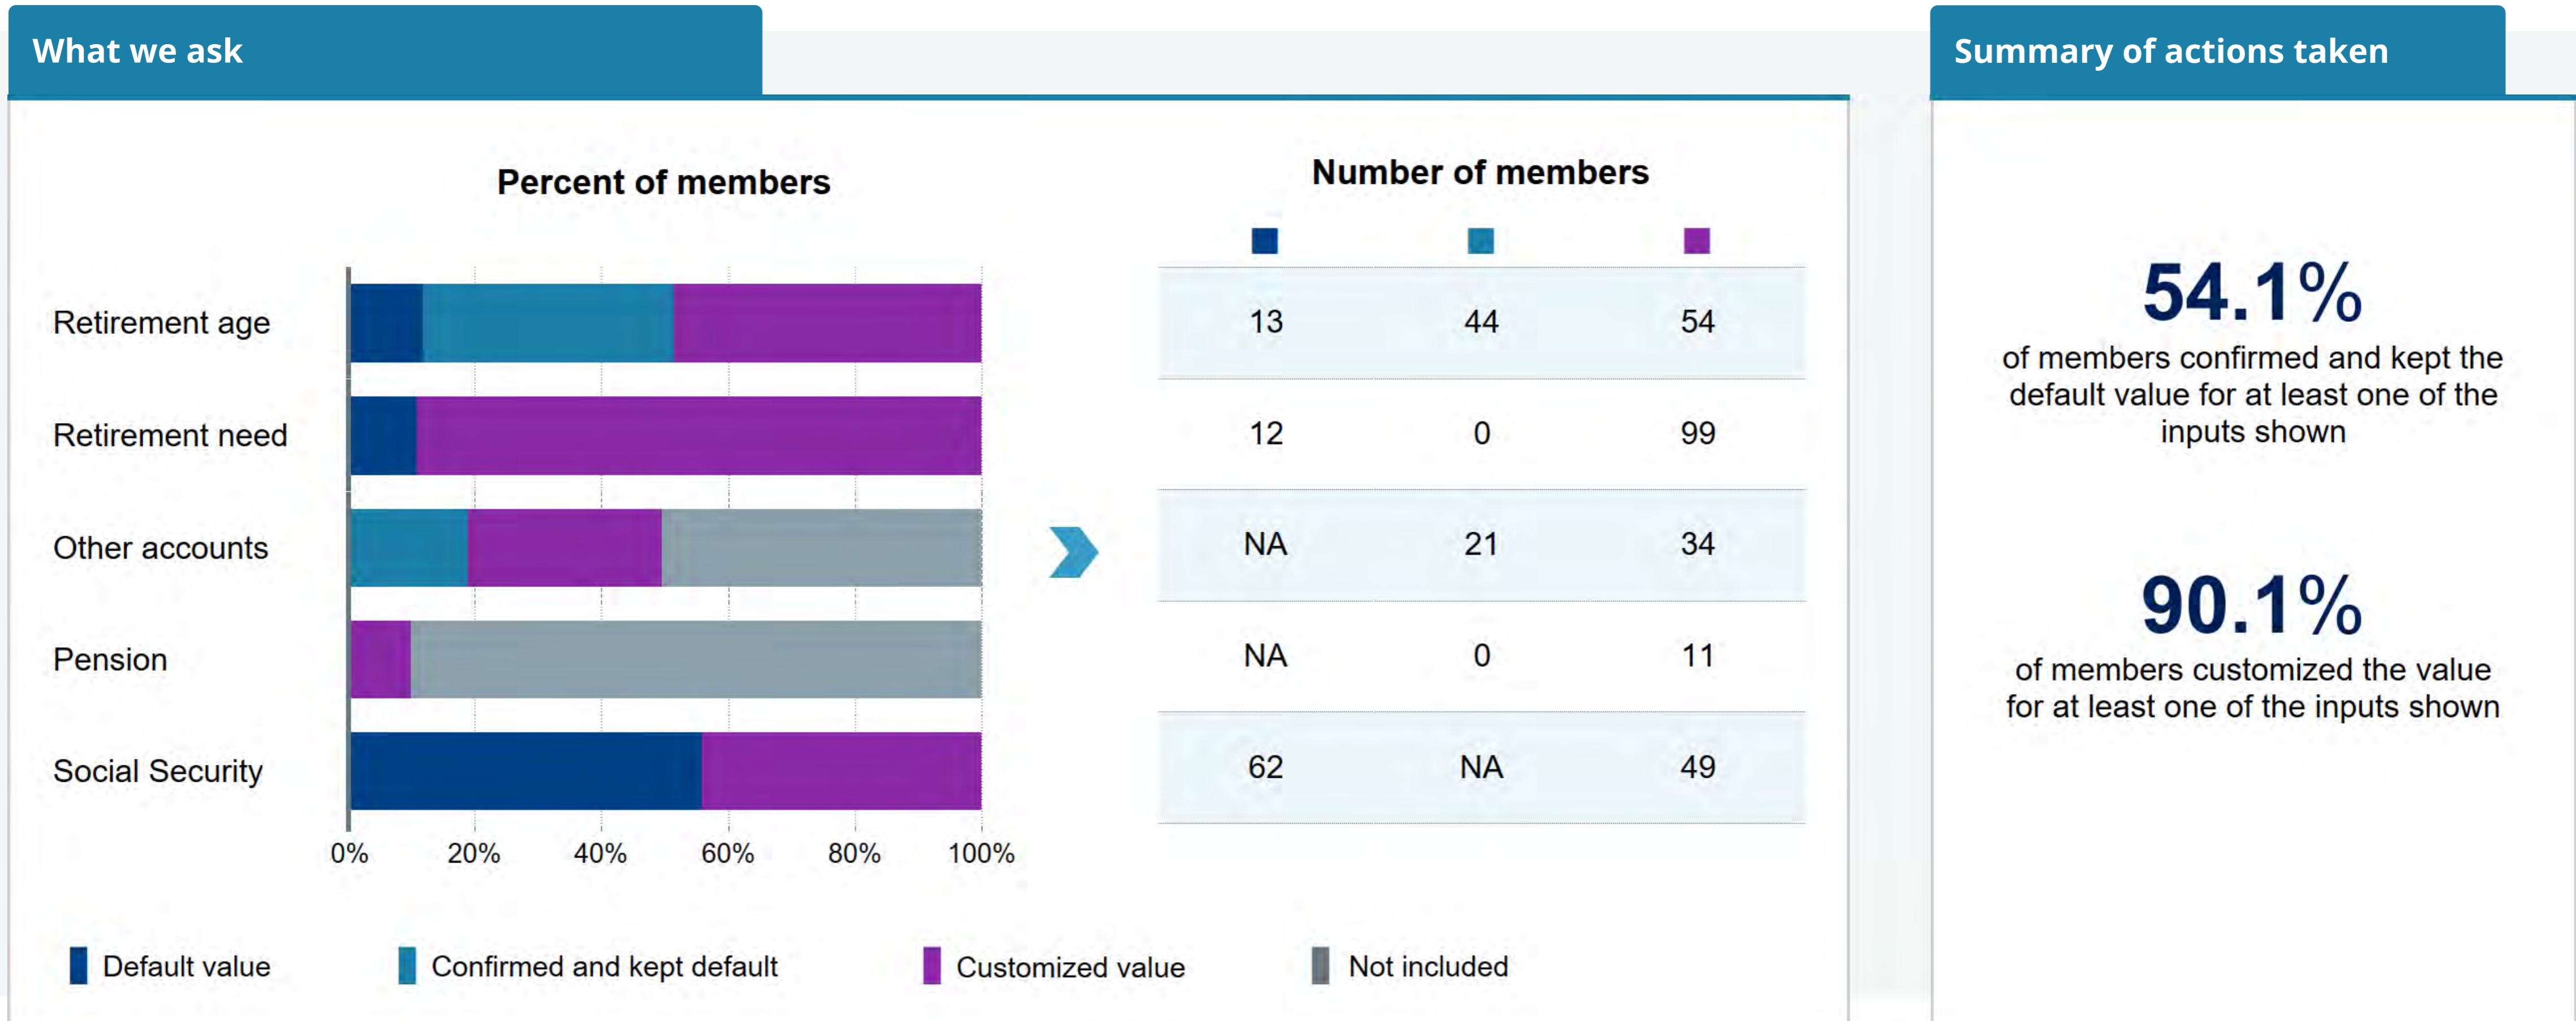 What we ask
Percent of members
Retirement age
Retirement need
Other accounts
Pension
Social Security
0% 20% 40% 60% 80% 100%
Number of members
13 44 54
12 0 99
NA 21 34
NA 0 11
62 NA 49
Default value Confirmed and kept default Customized value Not included
Summary of actions taken
54.1%
of members confirmed and kept the
default value for at least one of the
inputs shown
90.1%
of members customized the value
for at least one of the inputs shown